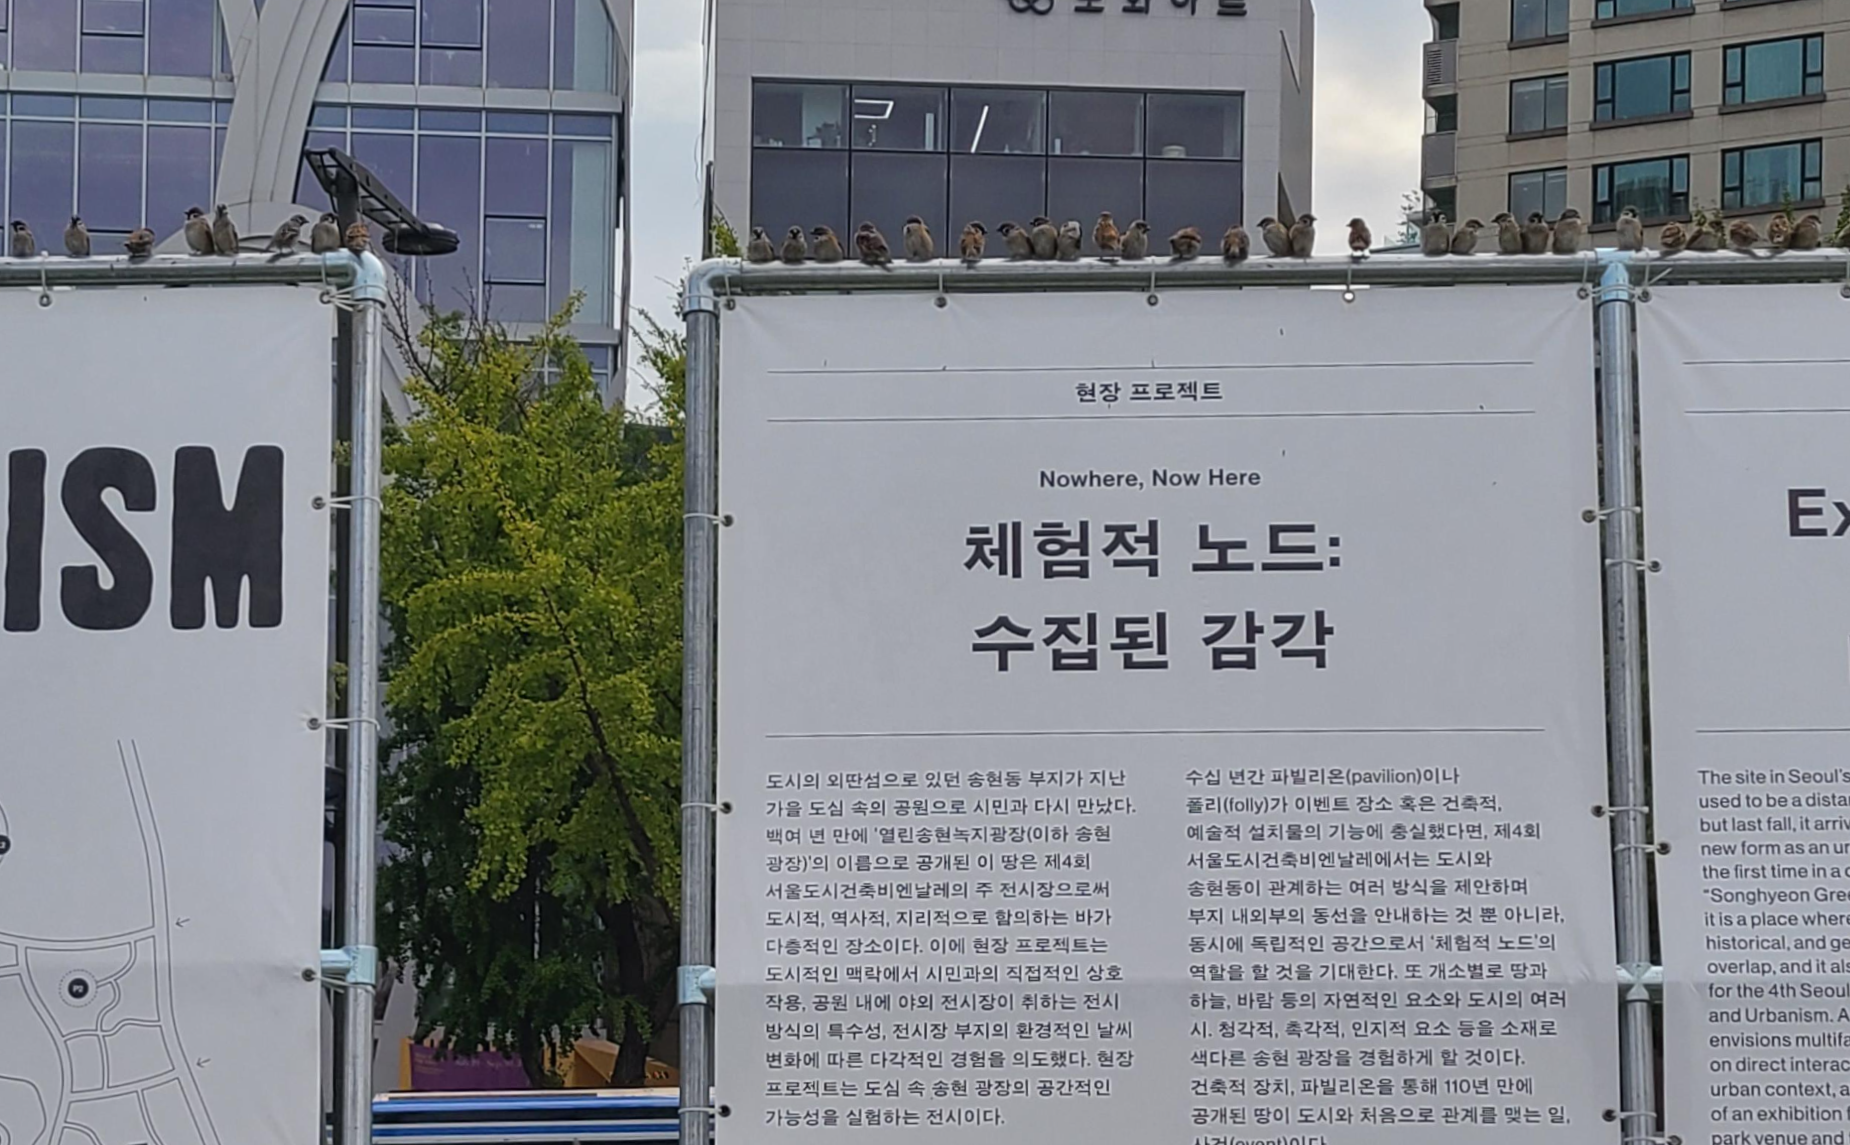 ISM
현장 프로젝트
Nowhere, Now Here
체험적 노드:
수집된 감각
도시의 외딴섬으로 있던 송현동 부지가 지난
가을 도심 속의 공원으로 시민과 다시 만났다.
백여 년 만에 '열린송현녹지광장(이하 송현
광장)'의 이름으로 공개된 이 땅은 제4회
서울도시건축비엔날레의 주 전시장으로써
도시적, 역사적, 지리적으로 함의하는 바가
다층적인 장소이다. 이에 현장 프로젝트는
도시적인 맥락에서 시민과의 직접적인 상호
작용, 공원 내에 야외 전시장이 취하는 전시
방식의 특수성, 전시장 부지의 환경적인 날씨
변화에 따른 다각적인 경험을 의도했다. 현장
프로젝트는 도심 속 송현 광장의 공간적인
가능성을 실험하는 전시이다.
수십 년간 파빌리온(pavilion)이나
폴리(folly)가 이벤트 장소 혹은 건축적,
예술적 설치물의 기능에 충실했다면, 제4회
서울도시건축비엔날레에서는 도시와
송현동이 관계하는 여러 방식을 제안하며
부지 내외부의 동선을 안내하는 것 뿐 아니라,
동시에 독립적인 공간으로서 '체험적 노드'의
역할을 할 것을 기대한다. 또 개소별로 땅과
하늘, 바람 등의 자연적인 요소와 도시의 여러
시. 청각적, 촉각적, 인지적 요소 등을 소재로
색다른 송현 광장을 경험하게 할 것이다.
건축적 장치, 파빌리온을 통해 110년 만에
공개된 땅이 도시와 처음으로 관계를 맺는 일,
사건(event)이다
Ex
The site in Seoul's
used to be a dista
but last fall, it arriv
new form as an ur
the first time in a c
"Songhyeon Gree
it is a place where
historical, and ge
overlap, and it als
for the 4th Seoul
and Urbanism. A
envisions multifa
on direct interac
urban context, a
of an exhibition f
park venue and